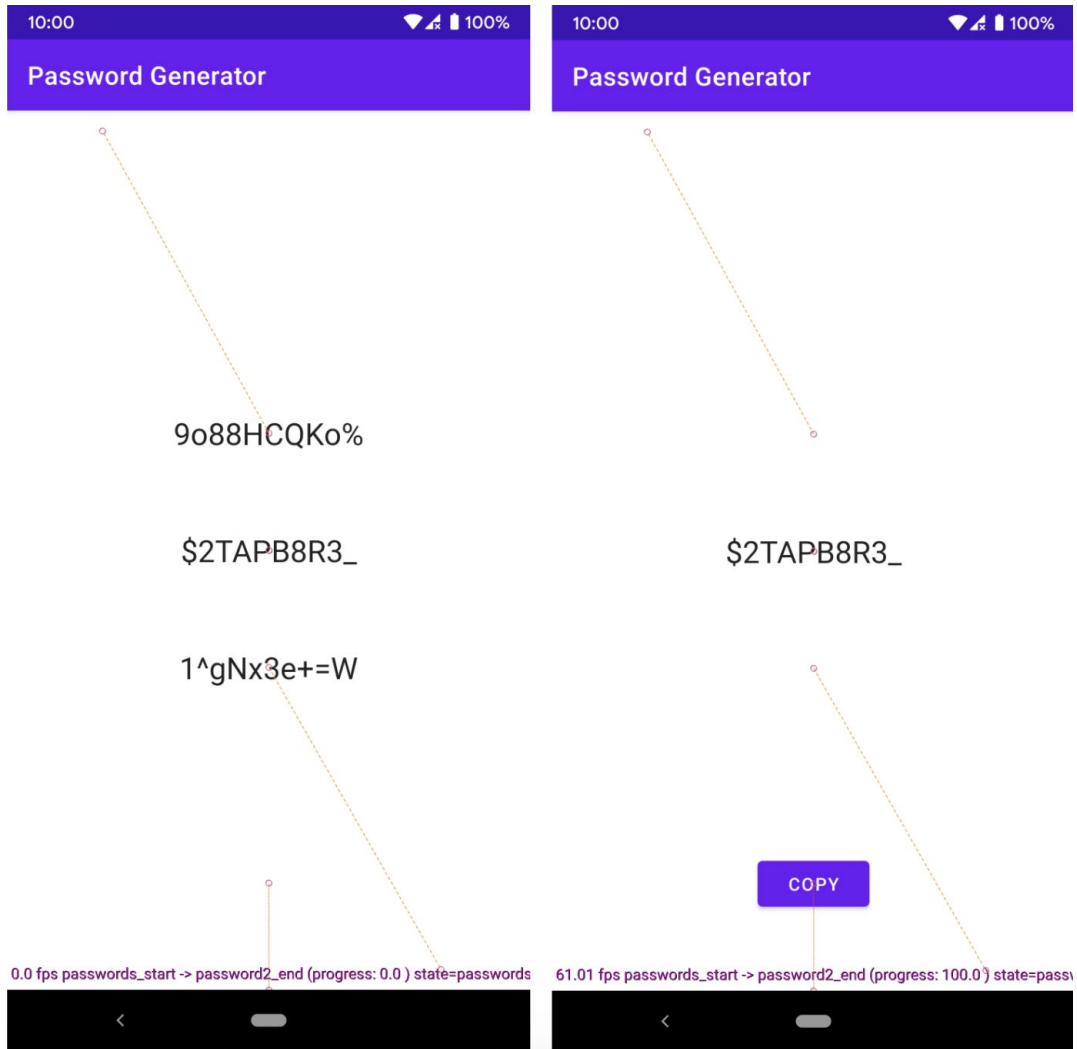 10:00 100%
Password Generator
9o88HCQKo%
$2TAPB8R3_
1^gNx3e+=W
0.0 fps passwords_start -> password2_end (progress: 0.0 ) state=passwords
10:00 100%
Password Generator
$2TAPB8R3_
COPY
61.01 fps passwords_start -> password2_end (progress: 100.0 ) state=passw